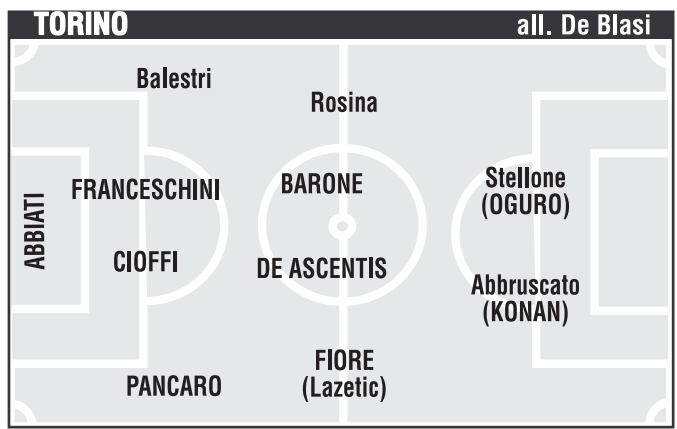 TORINO all. De Blasi
Balestri
Rosina
FRANCESCHINI
BARONE
Stellone
(OGURO)
ABBIATI
CIOFFI
DE ASCENTIS
Abbruscato
(KONAN)
PANCARO
FIORE
(Lazetic)